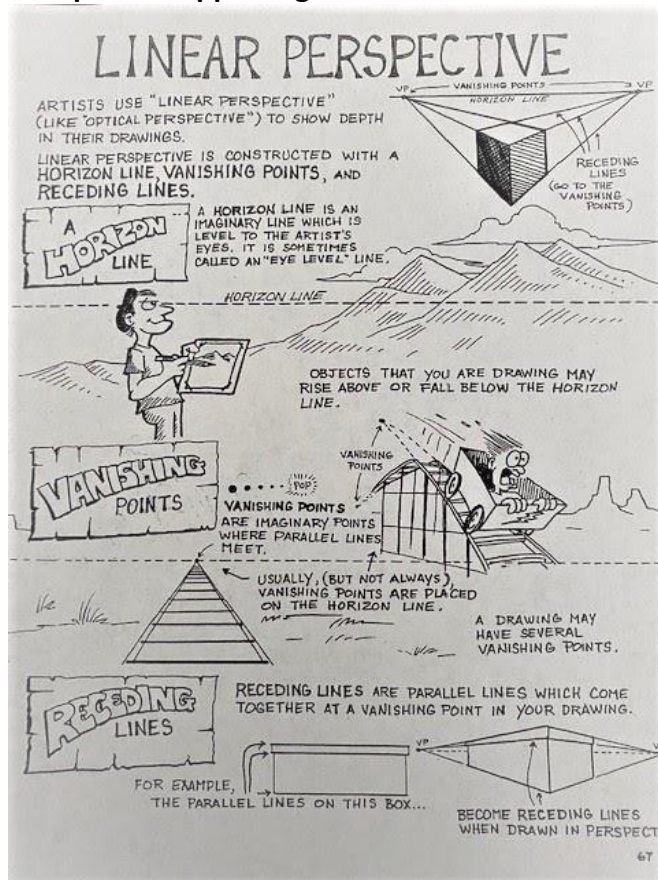 LINEAR PERSPECTIVE
ARTISTS USE "LINEAR PERSPECTIVE"
(LIKE "OPTICAL PERSPECTIVE") TO SHOW DEPTH
IN THEIR DRAWINGS.
LINEAR PERSPECTIVE IS CONSTRUCTED WITH A
HORIZON LINE, VANISHING POINTS, AND
RECEDING LINES.
VP VANISHING POINTS VP
HORIZON LINE
RECEDING
LINES
(GO TO THE
VANISHING
POINTS)
A
HORIZON
LINE
A HORIZON LINE IS AN
IMAGINARY LINE WHICH IS
LEVEL TO THE ARTIST'S
EYES. IT IS SOMETIMES
CALLED AN "EYE LEVEL" LINE.
HORIZON LINE
OBJECTS THAT YOU ARE DRAWING MAY
RISE ABOVE OR FALL BELOW THE HORIZON
LINE.
VANISHING
POINTS
VANISHING
POINTS
POP
VANISHING POINTS
ARE IMAGINARY POINTS
WHERE PARALLEL LINES
MEET.
USUALLY, (BUT NOT ALWAYS),
VANISHING POINTS ARE PLACED
ON THE HORIZON LINE.
A DRAWING MAY
HAVE SEVERAL
VANISHING POINTS.
RECEDING
LINES
RECEDING LINES ARE PARALLEL LINES WHICH COME
TOGETHER AT A VANISHING POINT IN YOUR DRAWING.
FOR EXAMPLE,
THE PARALLEL LINES ON THIS BOX...
VP
BECOME RECEDING LINES
WHEN DRAWN IN PERSPECT
67